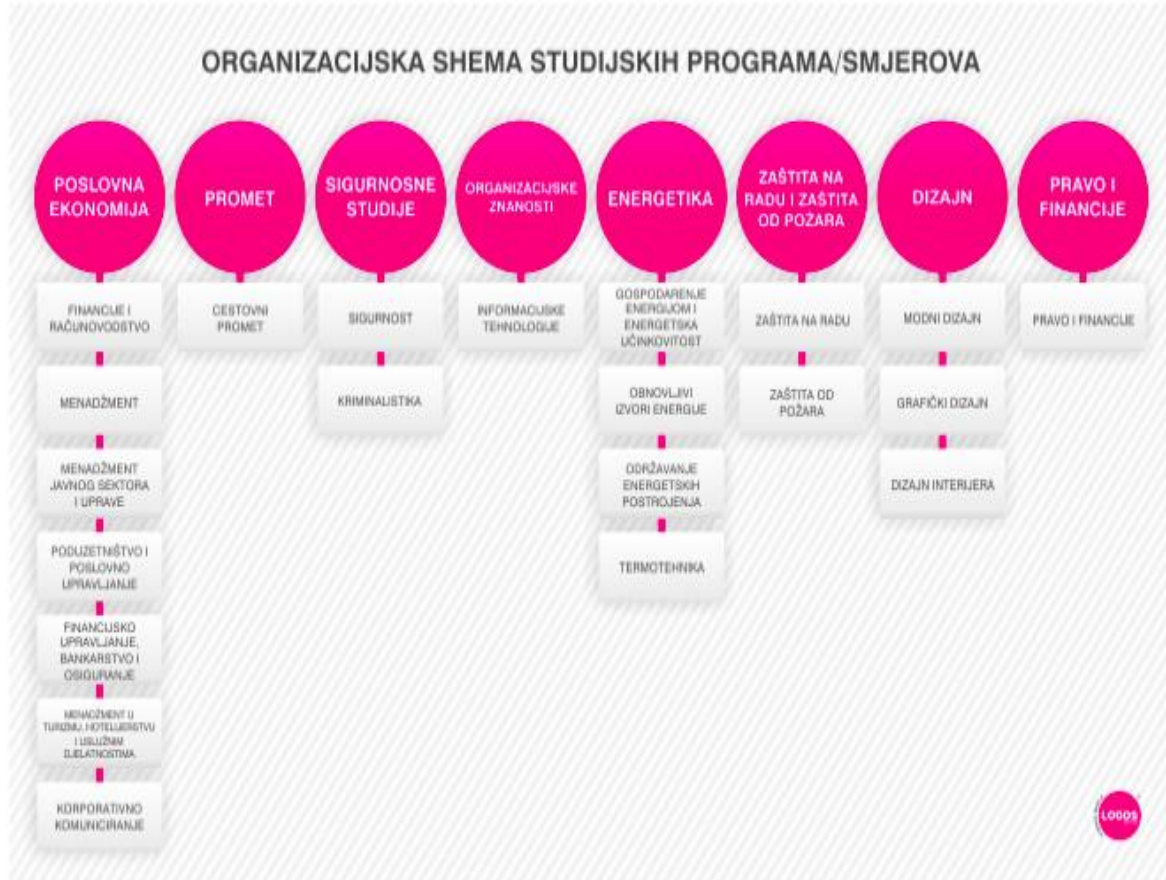 ORGANIZACIJSKA SHEMA STUDIJSKIH PROGRAMA/SMJEROVA
POSLOVNA
EKONOMIJA
FINANCIJE I
RAČUNOVODSTVO
MENADŽMENT
MENADŽMENT
JAVNOG SEKTORA
I UPRAVE
PODUZETNIŠTVO I
POSLOVNO
UPRAVLJANJE
FINANCIJSKO
UPRAVLJANJE,
BANKARSTVO I
OSIGURANJE
MENADŽMENT U
TURIZMU, HOTELIJERSTVU
I USLUŽNIM
DJELATNOSTIMA
KORPORATIVNO
KOMUNICIRANJE
PROMET
CESTOVNI
PROMET
SIGURNOSNE
STUDIJE
SIGURNOST
KRIMINALISTIKA
ORGANIZACIJSKE
ZNANOSTI
INFORMACIJSKE
TEHNOLOGIJE
ENERGETIKA
GOSPODARENJE
ENERGIJOM I
ENERGETSKA
UČINKOVITOST
OBNOVLJIVI
IZVORI ENERGIJE
ODRŽAVANJE
ENERGETSKIH
POSTROJENJA
TERMOTEHNIKA
ZAŠTITA NA
RADU I ZAŠTITA
OD POŽARA
ZAŠTITA NA RADU
ZAŠTITA OD
POŽARA
DIZAJN
MODNI DIZAJN
GRAFIČKI DIZAJN
DIZAJN INTERIJERA
PRAVO I
FINANCIJE
PRAVO I FINANCIJE
LOGOS